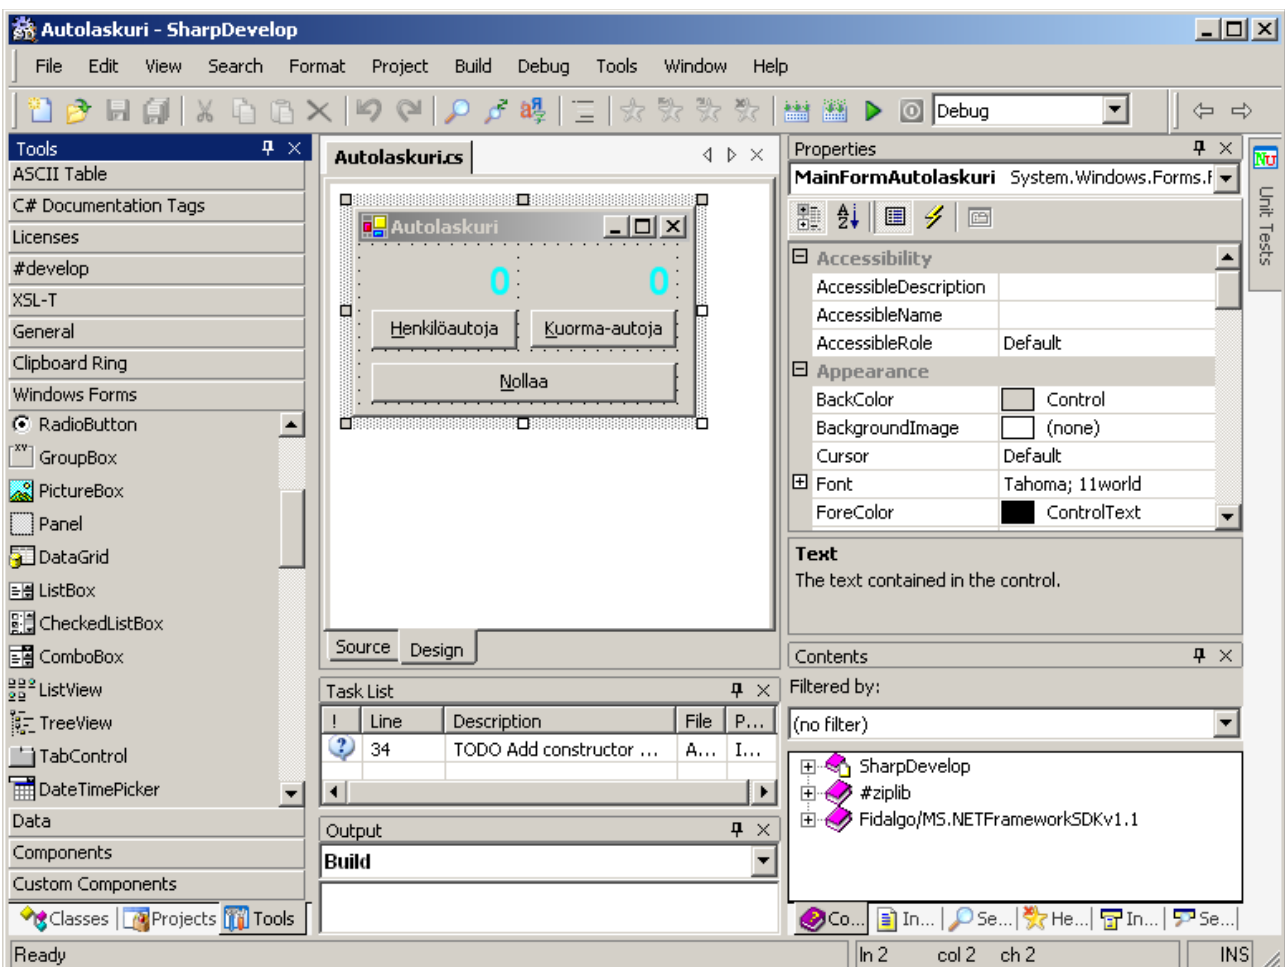 Autolaskuri - SharpDevelop
File Edit View Search Format Project Build Debug Tools Window Help
Debug
Tools
ASCII Table
C# Documentation Tags
Licenses
#develop
XSL-T
General
Clipboard Ring
Windows Forms
RadioButton
GroupBox
PictureBox
Panel
DataGrid
ListBox
CheckedListBox
ComboBox
ListView
TreeView
TabControl
DateTimePicker
Data
Components
Custom Components
Classes Projects Tools
Autolaskuri.cs
Autolaskuri
0 0
Henkilöautoja Kuorma-autoja
Nollaa
Source Design
Task List
! Line Description File P...
34 TODO Add constructor ... A... I...
Output
Build
Properties
MainFormAutolaskuri System.Windows.Forms.F
Accessibility
AccessibleDescription
AccessibleName
AccessibleRole Default
Appearance
BackColor Control
BackgroundImage (none)
Cursor Default
Font Tahoma; 11world
ForeColor ControlText
Text
The text contained in the control.
Contents
Filtered by:
(no filter)
SharpDevelop
#ziplib
Fidalgo/MS.NETFrameworkSDKv1.1
Co... In... Se... He... In... Se...
NU
Unit Tests
Ready ln 2 col 2 ch 2 INS